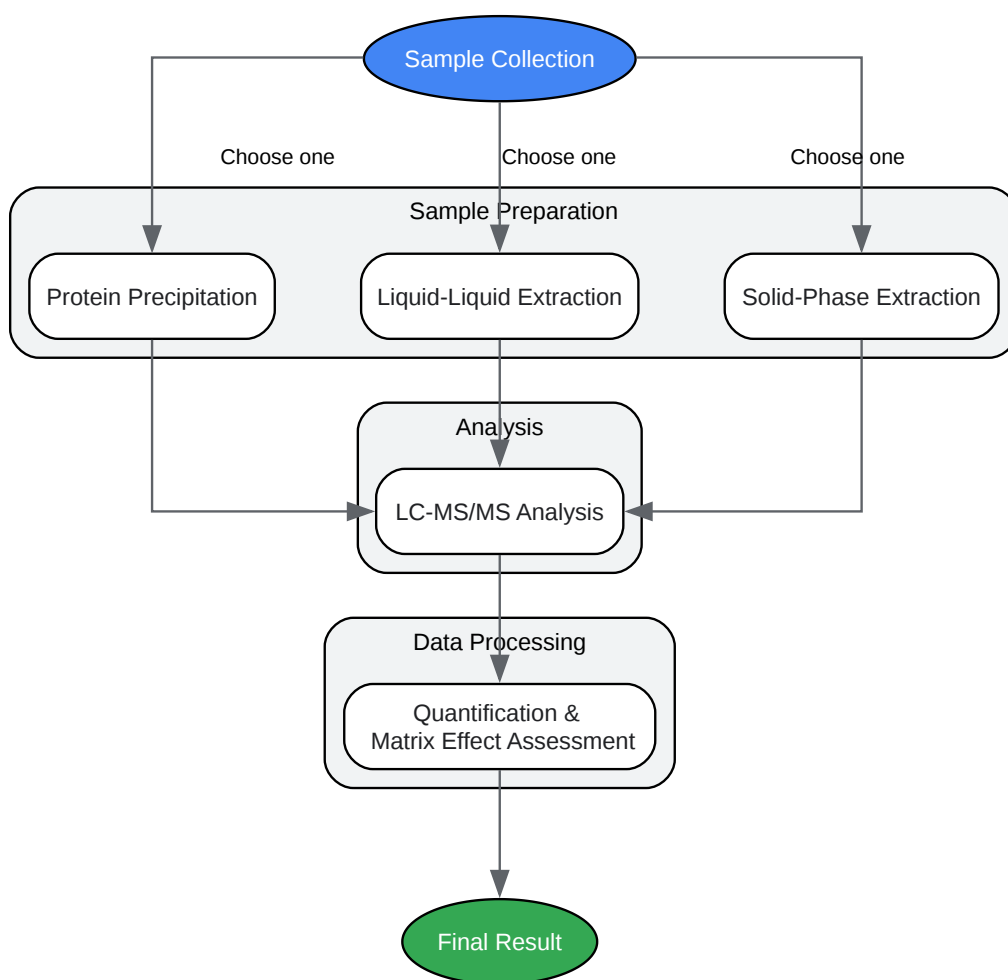 Sample Collection
Choose one
Choose one
Choose one
Sample Preparation
Protein Precipitation
Liquid-Liquid Extraction
Solid-Phase Extraction
Analysis
LC-MS/MS Analysis
Data Processing
Quantification &
Matrix Effect Assessment
Final Result